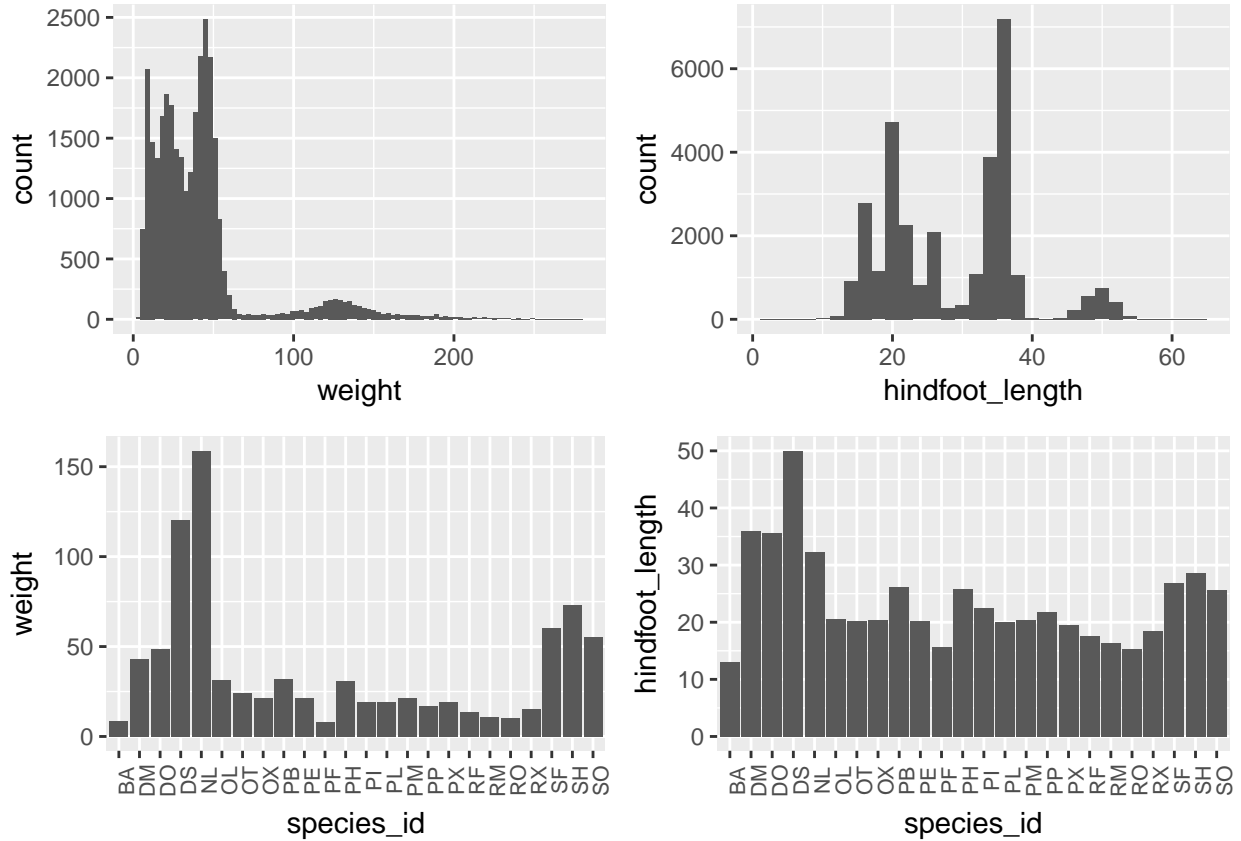 count
2500
2000
1500
1000
500
0
0 100 200
weight
count
6000
4000
2000
0
0 20 40 60
hindfoot_length
weight
150
100
50
0
BA DM DO DS NL OL OT OX PB PE PF PH PI PL PM PP PX RF RM RO RX SF SH SO
species_id
hindfoot_length
50
40
30
20
10
0
BA DM DO DS NL OL OT OX PB PE PF PH PI PL PM PP PX RF RM RO RX SF SH SO
species_id